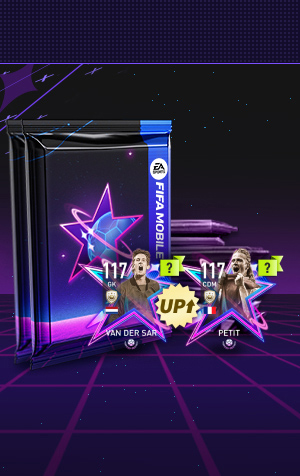 EA
SPORTS
FIFA MOBILE
117
GK
?
VAN DER SAR
UP↑
117
CDM
?
PETIT